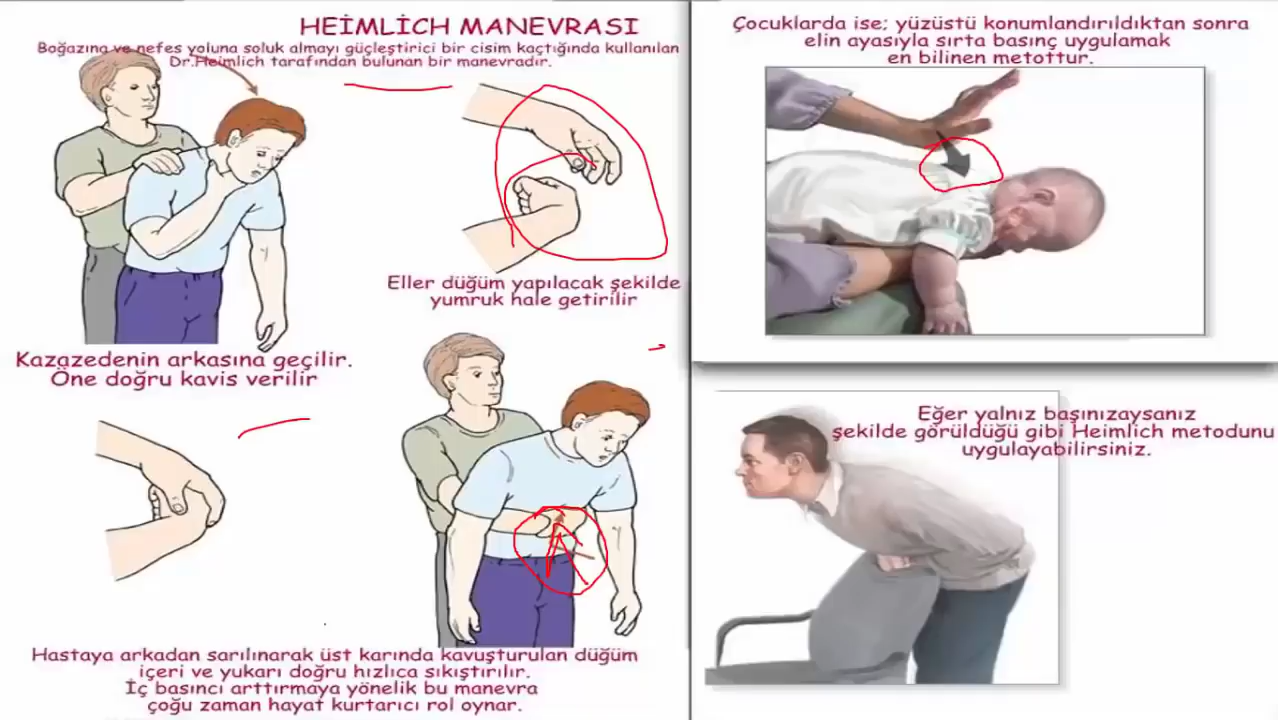 HEİMLİCH MANEVRASI
Boğazına ve nefes yoluna soluk almayı güçleştirici bir cisim kaçtığında kullanılan
Dr.Heimlich tarafından bulunan bir manevradır.
Eller düğüm yapılacak şekilde
yumruk hale getirilir
Kazazedenin arkasına geçilir.
Öne doğru kavis verilir
Hastaya arkadan sarılınarak üst karında kavuşturulan düğüm
içeri ve yukarı doğru hızlıca sıkıştırılır.
İç basıncı arttırmaya yönelik bu manevra
çoğu zaman hayat kurtarıcı rol oynar.
Çocuklarda ise; yüzüstü konumlandırıldıktan sonra
elin ayasıyla sırta basınç uygulamak
en bilinen metottur.
Eğer yalnız başınızaysanız
şekilde görüldüğü gibi Heimlich metodunu
uygulayabilirsiniz.